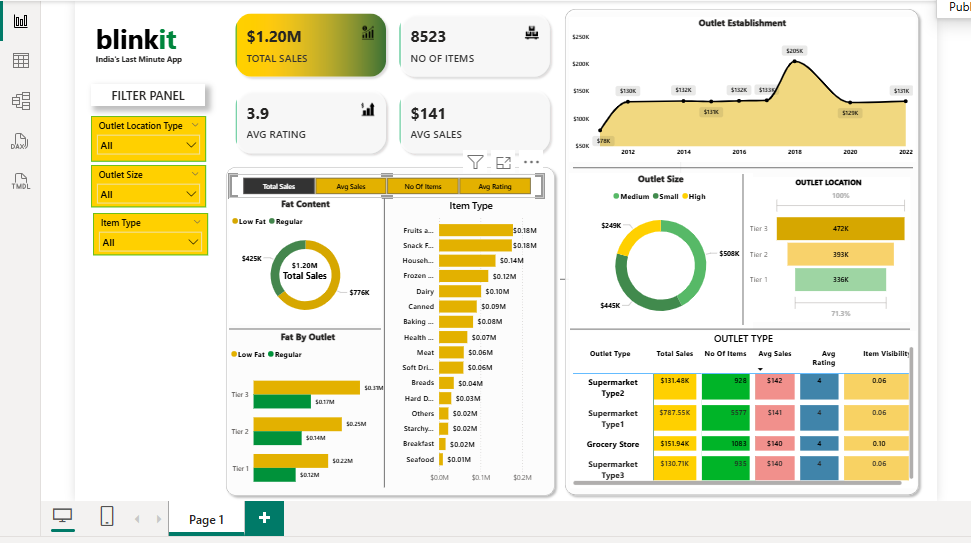 Publ
DAX
TMDL
blinkit
India's Last Minute App
FILTER PANEL
Outlet Location Type
All
Outlet Size
All
Item Type
All
$1.20M
TOTAL SALES
8523
NO OF ITEMS
3.9
AVG RATING
$141
AVG SALES
Total Sales Avg Sales No Of Items Avg Rating
Fat Content
Low Fat Regular
$425K
$1.20M
Total Sales
$776K
Fat By Outlet
Low Fat Regular
Tier 3 $0.31M
$0.17M
Tier 2 $0.25M
$0.14M
Tier 1 $0.22M
$0.12M
Item Type
Fruits a... $0.18M
Snack F... $0.18M
Househ... $0.14M
Frozen ... $0.12M
Dairy $0.10M
Canned $0.09M
Baking ... $0.08M
Health ... $0.07M
Meat $0.06M
Soft Dri... $0.06M
Breads $0.04M
Hard D... $0.03M
Others $0.02M
Starchy... $0.02M
Breakfast $0.02M
Seafood $0.01M
$0.0M $0.1M $0.2M
Outlet Establishment
$250K
$200K
$150K
$100K
$50K
$78K $130K $132K $131K $132K $133K $205K $129K $131K
2012 2014 2016 2018 2020 2022
Outlet Size
Medium Small High
$249K
$508K
$445K
OUTLET LOCATION
100%
Tier 3 472K
Tier 2 393K
Tier 1 336K
71.3%
OUTLET TYPE
Outlet Type Total Sales No Of Items Avg Sales Avg Rating Item Visibility
Supermarket Type2 $131.48K 928 $142 4 0.06
Supermarket Type1 $787.55K 5577 $141 4 0.06
Grocery Store $151.94K 1083 $140 4 0.10
Supermarket Type3 $130.71K 935 $140 4 0.06
Page 1